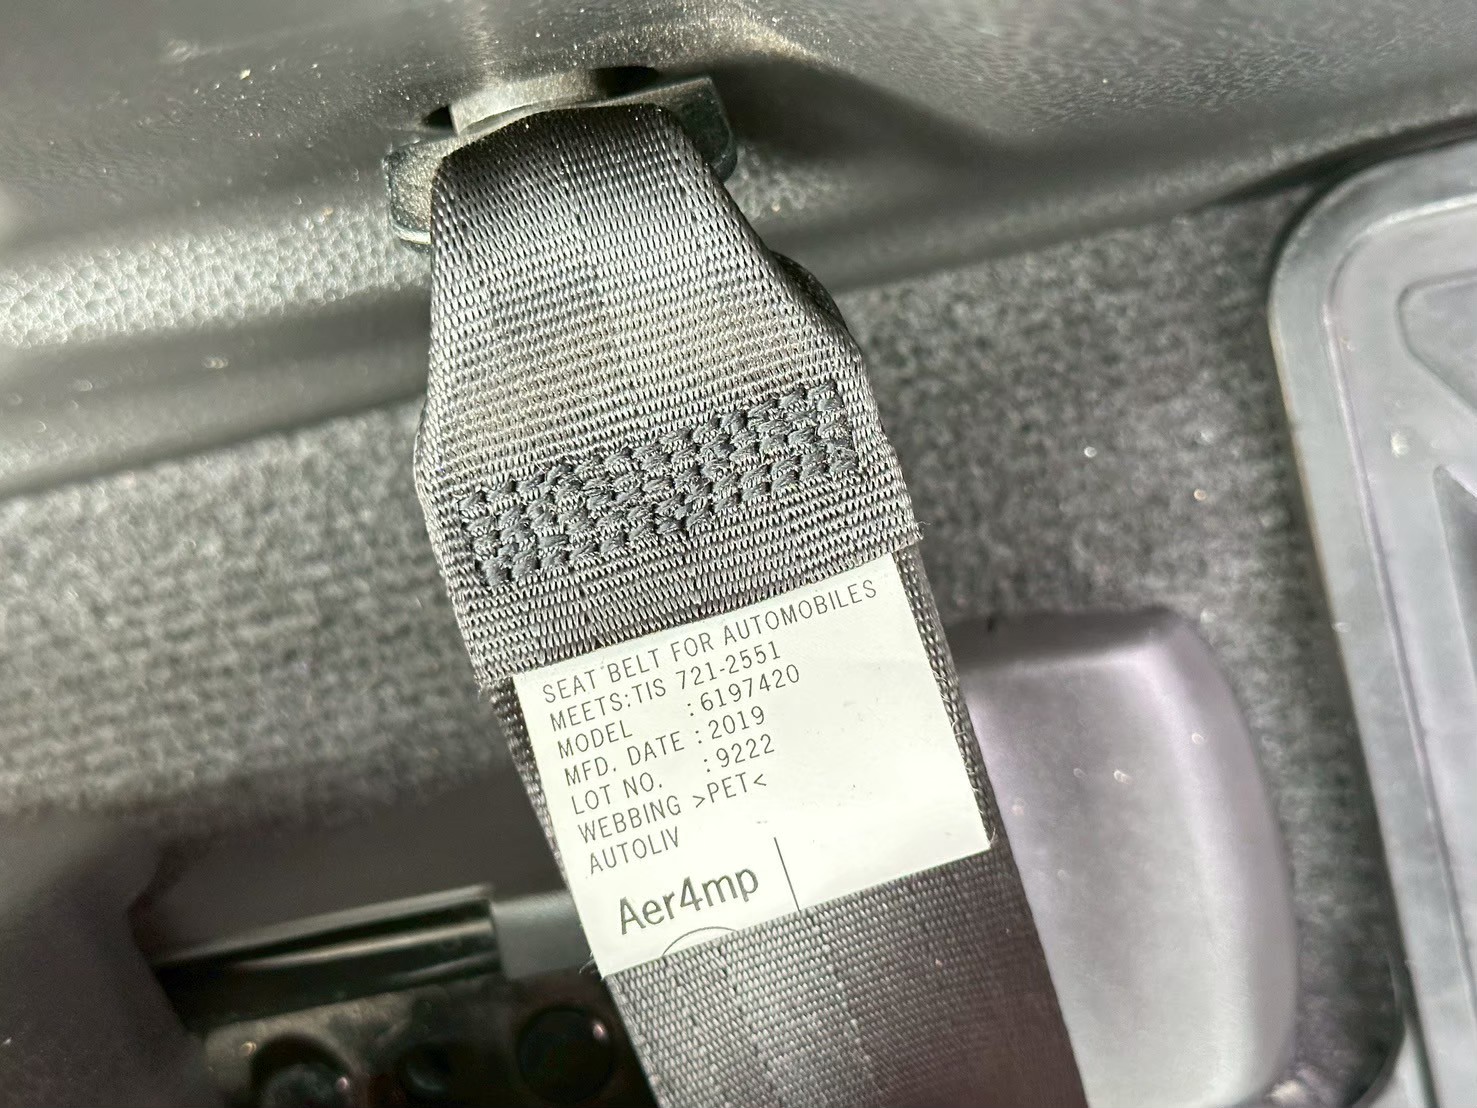 SEAT BELT FOR AUTOMOBILES
MEETS:TIS 721-2551
MODEL :6197420
MFD. DATE : 2019
LOT NO. :9222
WEBBING >PET<
AUTOLIV
Aer4mp